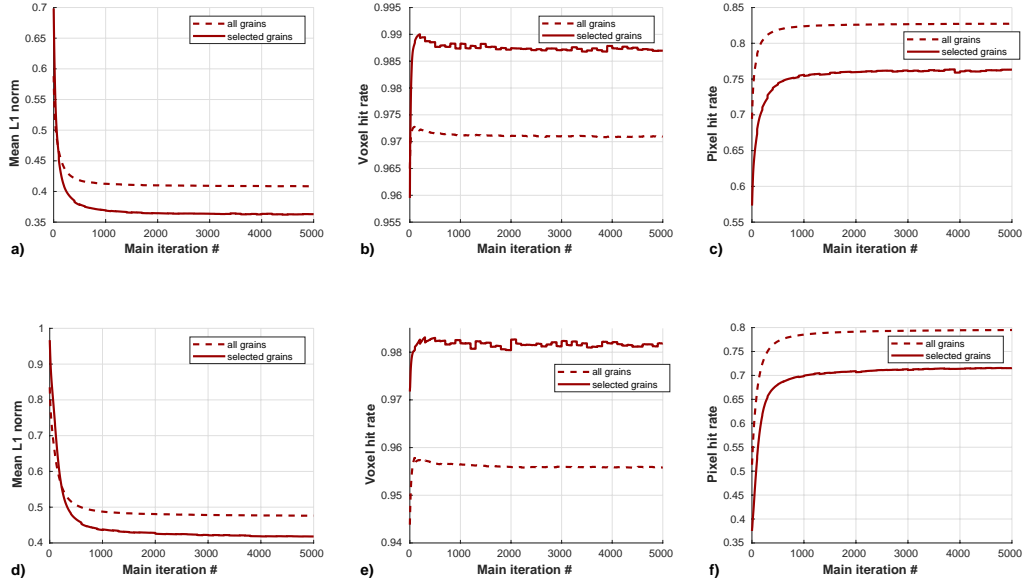 0.7
0.65
0.6
0.55
0.5
0.45
0.4
0.35
Mean L1 norm
all grains
selected grains
0 1000 2000 3000 4000 5000
Main iteration #
a)
0.995
0.99
0.985
0.98
0.975
0.97
0.965
0.96
0.955
Voxel hit rate
all grains
selected grains
0 1000 2000 3000 4000 5000
Main iteration #
b)
0.85
0.8
0.75
0.7
0.65
0.6
0.55
Pixel hit rate
all grains
selected grains
0 1000 2000 3000 4000 5000
Main iteration #
c)
1
0.9
0.8
0.7
0.6
0.5
0.4
Mean L1 norm
all grains
selected grains
0 1000 2000 3000 4000 5000
Main iteration #
d)
0.98
0.97
0.96
0.95
0.94
Voxel hit rate
all grains
selected grains
0 1000 2000 3000 4000 5000
Main iteration #
e)
0.8
0.75
0.7
0.65
0.6
0.55
0.5
0.45
0.4
0.35
Pixel hit rate
all grains
selected grains
0 1000 2000 3000 4000 5000
Main iteration #
f)